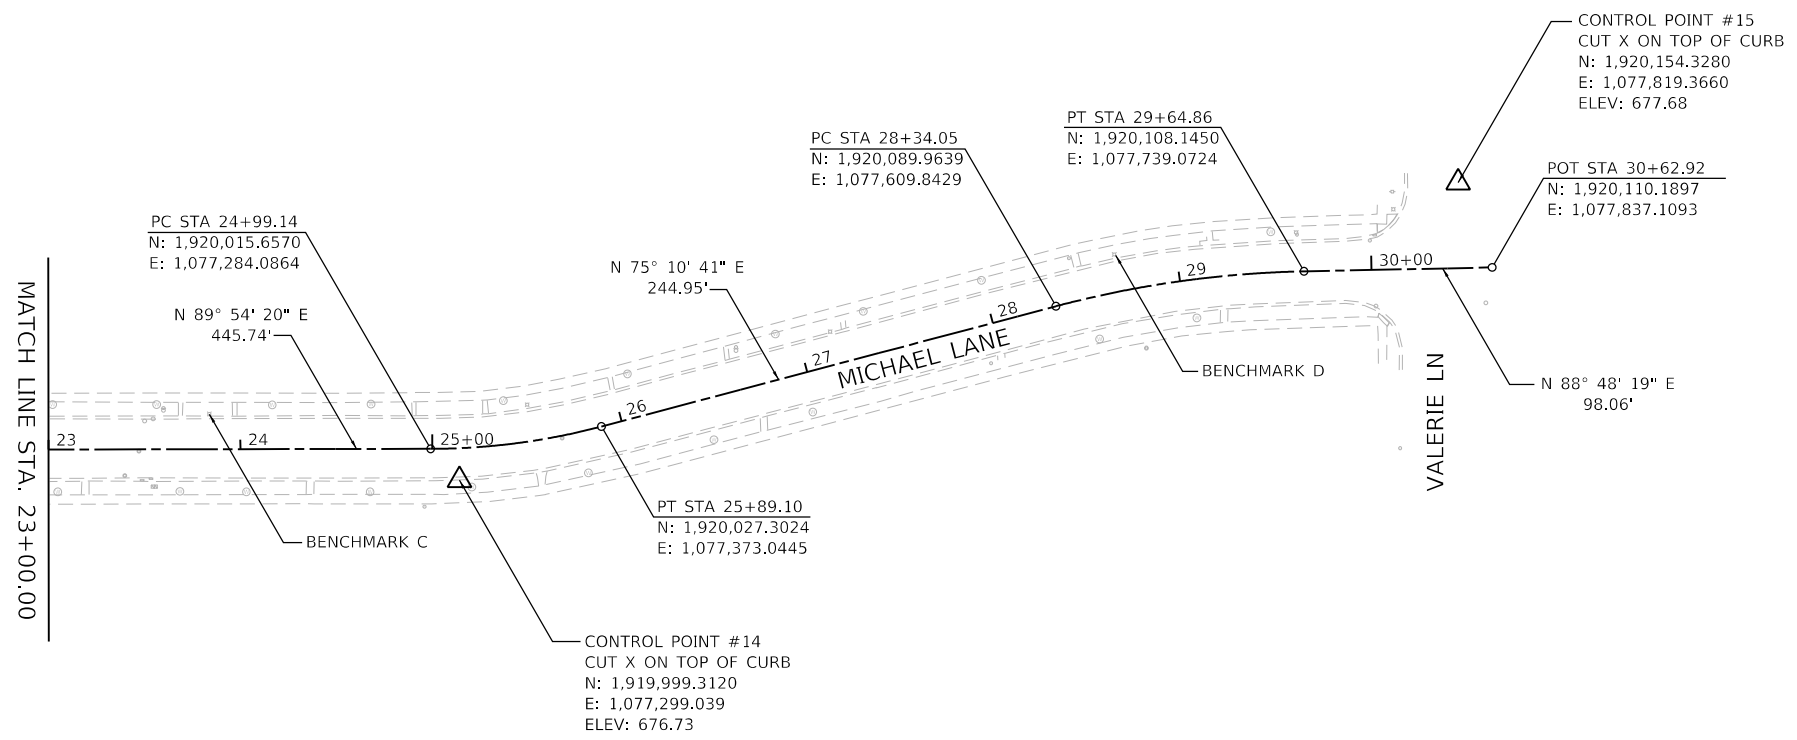 CONTROL POINT #15
CUT X ON TOP OF CURB
N: 1,920,154.3280
E: 1,077,819.3660
ELEV: 677.68
PT STA 29+64.86
N: 1,920,108.1450
E: 1,077,739.0724
PC STA 28+34.05
N: 1,920,089.9639
E: 1,077,609.8429
POT STA 30+62.92
N: 1,920,110.1897
E: 1,077,837.1093
PC STA 24+99.14
N: 1,920,015.6570
E: 1,077,284.0864
N 75° 10' 41" E
244.95'
N 89° 54' 20" E
445.74'
MATCH LINE STA. 23+00.00
23
24
25+00
26
27
28
29
30+00
MICHAEL LANE
BENCHMARK D
VALERIE LN
N 88° 48' 19" E
98.06'
BENCHMARK C
PT STA 25+89.10
N: 1,920,027.3024
E: 1,077,373.0445
CONTROL POINT #14
CUT X ON TOP OF CURB
N: 1,919,999.3120
E: 1,077,299.039
ELEV: 676.73